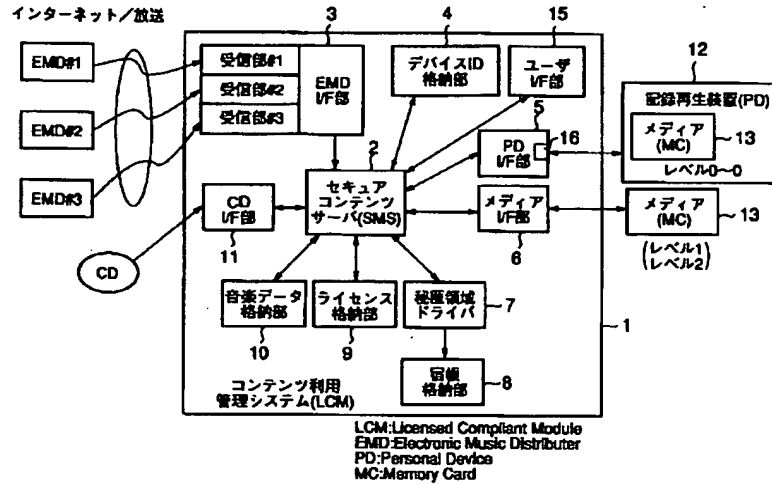 インターネット／放送
EMD#1
EMD#2
EMD#3
CD
3
受信部#1
受信部#2
受信部#3
EMD
I/F部
4
デバイスID
格納部
15
ユーザ
I/F部
5
PD
I/F部
16
2
セキュア
コンテンツ
サーバ(SMS)
CD
I/F部
11
メディア
I/F部
6
12
記録再生装置(PD)
メディア
(MC)
13
レベル0〜0
メディア
(MC)
13
(レベル1
レベル2)
音楽データ
格納部
10
ライセンス
格納部
9
秘匿領域
ドライバ
7
宿帳
格納部
8
1
コンテンツ利用
管理システム(LCM)
LCM:Licensed Compliant Module
EMD:Electronic Music Distributer
PD:Personal Device
MC:Memory Card